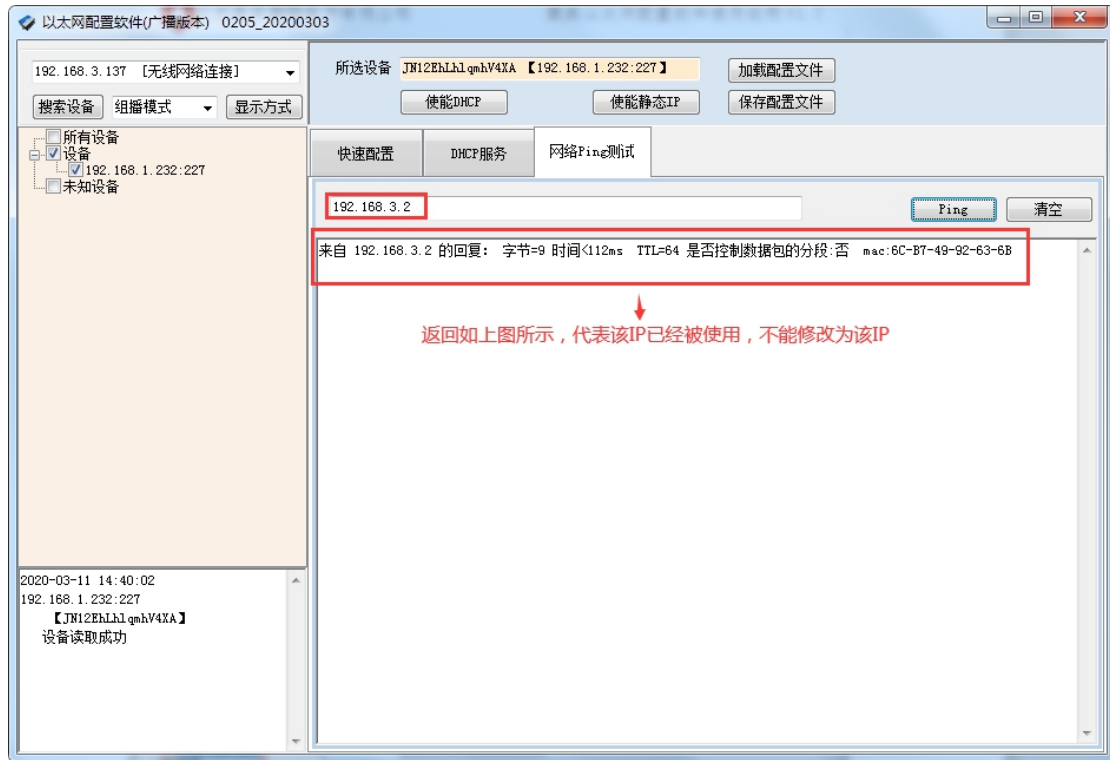 以太网配置软件(广播版本) 0205_20200303
192.168.3.137 [无线网络连接]
搜索设备 组播模式 显示方式
所有设备
设备
192.168.1.232:227
未知设备
2020-03-11 14:40:02
192.168.1.232:227
【JN12EhLhlqmhV4XA】
设备读取成功
所选设备 JN12EhLhlqmhV4XA 【192.168.1.232:227】 加载配置文件
使能DHCP 使能静态IP 保存配置文件
快速配置 DHCP服务 网络Ping测试
192.168.3.2 Ping 清空
来自 192.168.3.2 的回复: 字节=9 时间<112ms TTL=64 是否控制数据包的分段:否 mac:6C-B7-49-92-63-6B
返回如上图所示，代表该IP已经被使用，不能修改为该IP